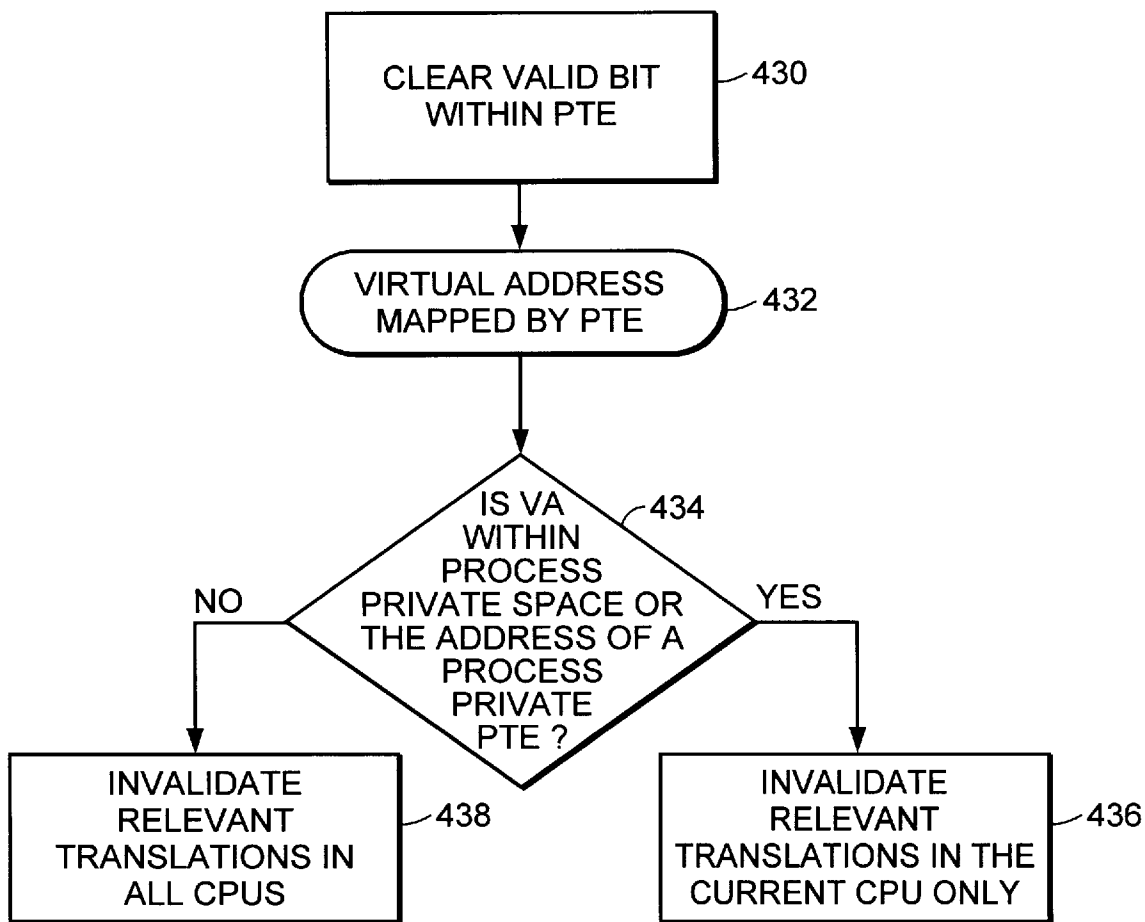 CLEAR VALID BIT
WITHIN PTE
430
VIRTUAL ADDRESS
MAPPED BY PTE
432
IS VA
WITHIN
PROCESS
PRIVATE SPACE OR
THE ADDRESS OF A
PROCESS
PRIVATE
PTE ?
434
NO
YES
INVALIDATE
RELEVANT
TRANSLATIONS IN
ALL CPUS
438
INVALIDATE
RELEVANT
TRANSLATIONS IN THE
CURRENT CPU ONLY
436